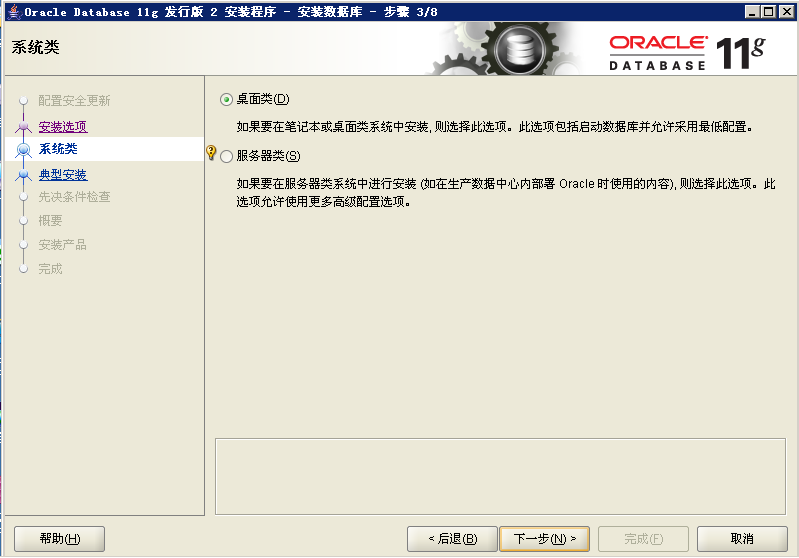 Oracle Database 11g 发行版 2 安装程序 - 安装数据库 - 步骤 3/8
系统类
ORACLE
DATABASE 11g
配置安全更新
安装选项
系统类
典型安装
先决条件检查
概要
安装产品
完成
桌面类(D)
如果要在笔记本或桌面类系统中安装, 则选择此选项。此选项包括启动数据库并允许采用最低配置。
服务器类(S)
如果要在服务器类系统中进行安装 (如在生产数据中心内部署 Oracle 时使用的内容), 则选择此选项。此
选项允许使用更多高级配置选项。
帮助(H)
< 后退(B)
下一步(N) >
完成(F)
取消